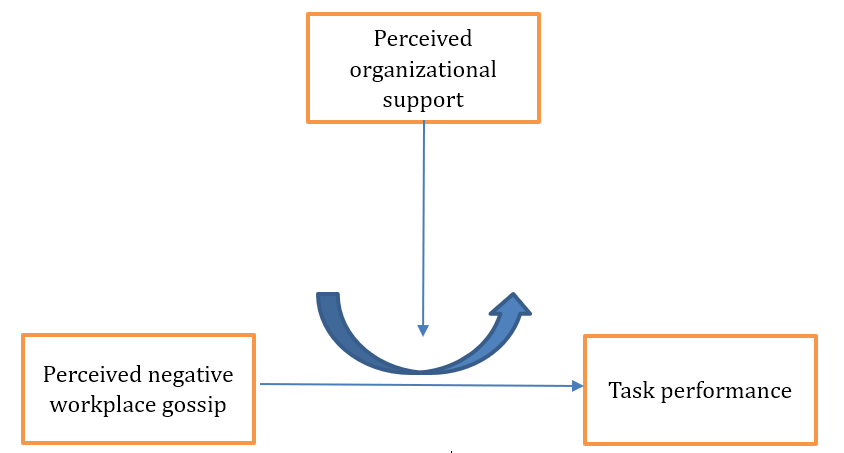 Perceived
organizational
support
Perceived negative
workplace gossip
Task performance